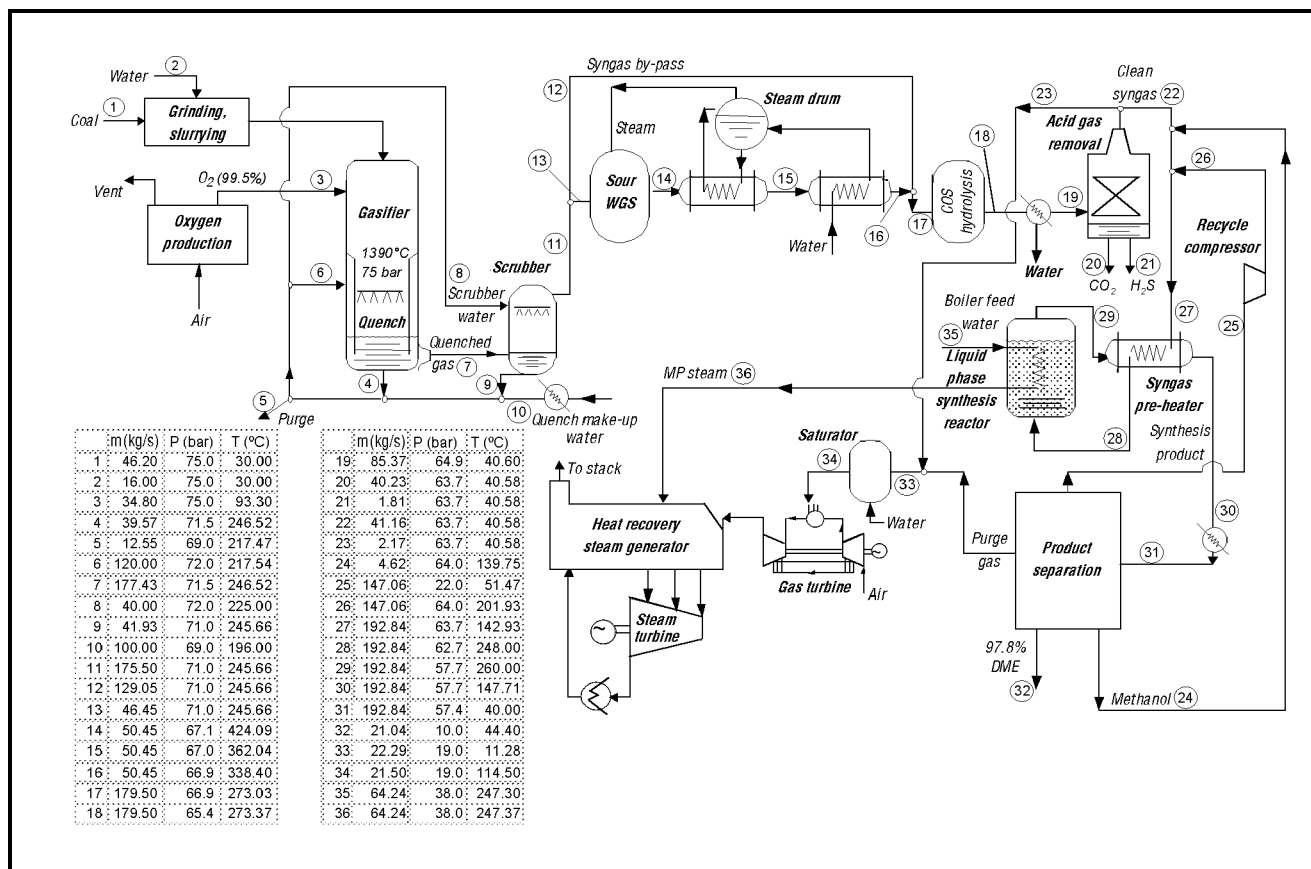 Water 2
Coal 1
Grinding,
slurrying
O2 (99.5%) 3
Vent
Oxygen
production
Air
Gasifier
1390°C
75 bar
Quench
6
4
5
Purge
8
Scrubber
water
Quenched
gas 7
Scrubber
9
10
Quench make-up
water
11
12
Syngas by-pass
13
Steam
Steam drum
Sour
WGS
14
15
Water
16
17
COS
hydrolysis
18
Water
19
Acid gas
removal
20
CO2
21
H2S
Clean
syngas 22
23
26
Recycle
compressor
25
27
Boiler feed
water
35
Liquid
phase
synthesis
reactor
29
28
Syngas
pre-heater
Synthesis
product
MP steam 36
30
31
Product
separation
Purge
gas
97.8%
DME
32
Methanol 24
Saturator
34
33
Water
To stack
Heat recovery
steam generator
Gas turbine
Air
Steam
turbine
m(kg/s) P (bar) T (ºC)
1 46.20 75.0 30.00
2 16.00 75.0 30.00
3 34.80 75.0 93.30
4 39.57 71.5 246.52
5 12.55 69.0 217.47
6 120.00 72.0 217.54
7 177.43 71.5 246.52
8 40.00 72.0 225.00
9 41.93 71.0 245.66
10 100.00 69.0 196.00
11 175.50 71.0 245.66
12 129.05 71.0 245.66
13 46.45 71.0 245.66
14 50.45 67.1 424.09
15 50.45 67.0 362.04
16 50.45 66.9 338.40
17 179.50 66.9 273.03
18 179.50 65.4 273.37
m(kg/s) P (bar) T (ºC)
19 85.37 64.9 40.60
20 40.23 63.7 40.58
21 1.81 63.7 40.58
22 41.16 63.7 40.58
23 2.17 63.7 40.58
24 4.62 64.0 139.75
25 147.06 22.0 51.47
26 147.06 64.0 201.93
27 192.84 63.7 142.93
28 192.84 62.7 248.00
29 192.84 57.7 260.00
30 192.84 57.7 147.71
31 192.84 57.4 40.00
32 21.04 10.0 44.40
33 22.29 19.0 11.28
34 21.50 19.0 114.50
35 64.24 38.0 247.30
36 64.24 38.0 247.37